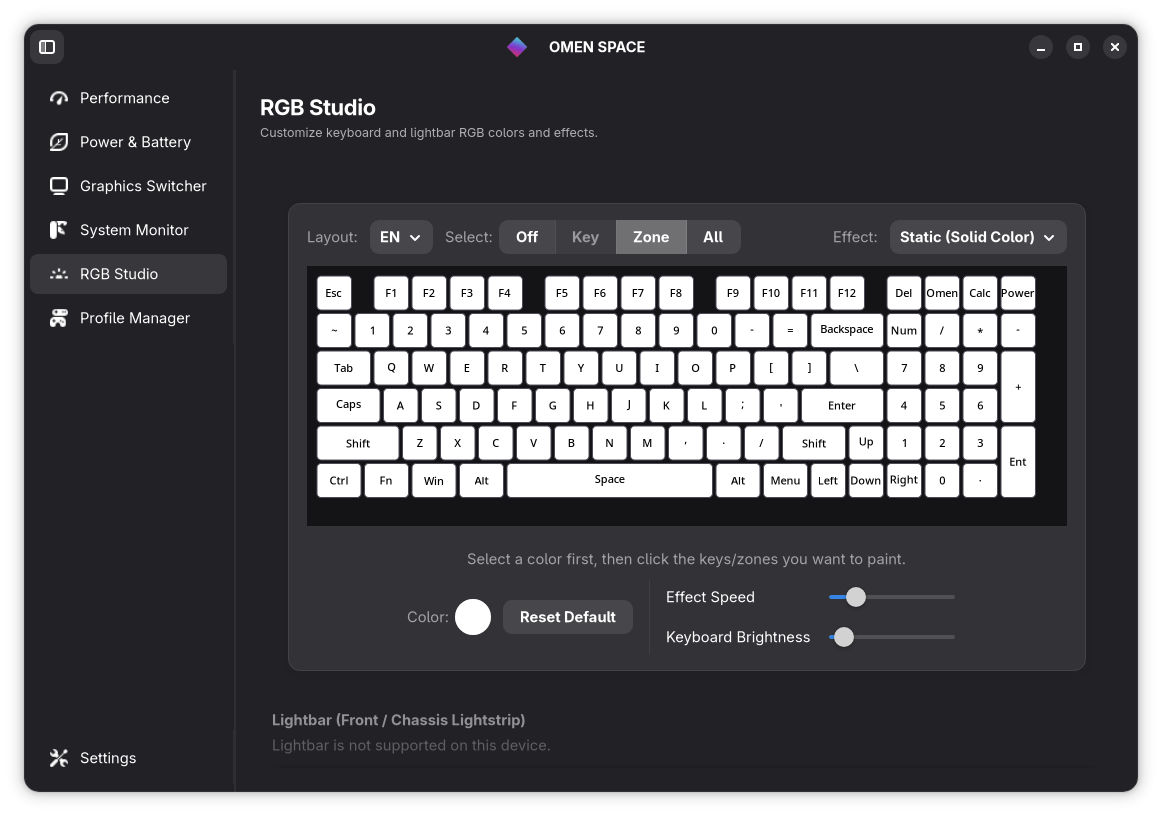 OMEN SPACE
Performance
Power & Battery
Graphics Switcher
System Monitor
RGB Studio
Profile Manager
Settings
RGB Studio
Customize keyboard and lightbar RGB colors and effects.
Layout: EN Select: Off Key Zone All Effect: Static (Solid Color)
Esc F1 F2 F3 F4 F5 F6 F7 F8 F9 F10 F11 F12 Del Omen Calc Power
~ 1 2 3 4 5 6 7 8 9 0 - = Backspace Num / * -
Tab Q W E R T Y U I O P [ ] \ 7 8 9 +
Caps A S D F G H J K L ; ' Enter 4 5 6
Shift Z X C V B N M , . / Shift Up 1 2 3 Ent
Ctrl Fn Win Alt Space Alt Menu Left Down Right 0 .
Select a color first, then click the keys/zones you want to paint.
Color: Reset Default
Effect Speed
Keyboard Brightness
Lightbar (Front / Chassis Lightstrip)
Lightbar is not supported on this device.